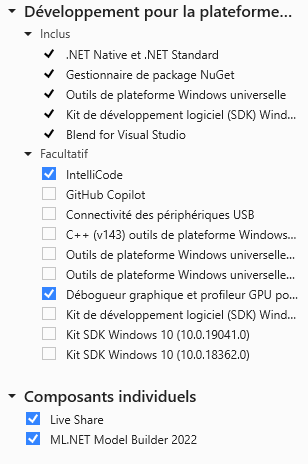 Développement pour la plateforme...
Inclus
.NET Native et .NET Standard
Gestionnaire de package NuGet
Outils de plateforme Windows universelle
Kit de développement logiciel (SDK) Wind...
Blend for Visual Studio
Facultatif
IntelliCode
GitHub Copilot
Connectivité des périphériques USB
C++ (v143) outils de plateforme Windows...
Outils de plateforme Windows universelle...
Outils de plateforme Windows universelle...
Débogueur graphique et profileur GPU po...
Kit de développement logiciel (SDK) Wind...
Kit SDK Windows 10 (10.0.19041.0)
Kit SDK Windows 10 (10.0.18362.0)
Composants individuels
Live Share
ML.NET Model Builder 2022